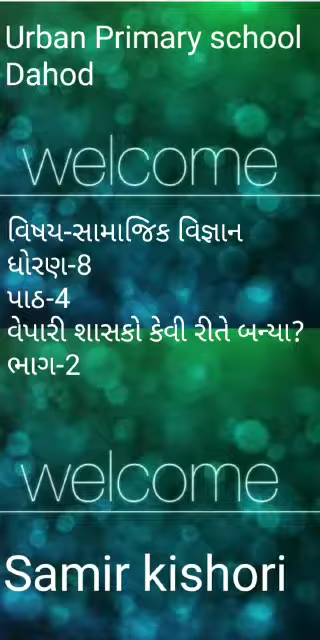 Urban Primary school
Dahod
welcome
વિષય-સામાજિક વિજ્ઞાન
ધોરણ-8
પાઠ-4
વેપારી શાસકો કેવી રીતે બન્યા?
ભાગ-2
welcome
Samir kishori